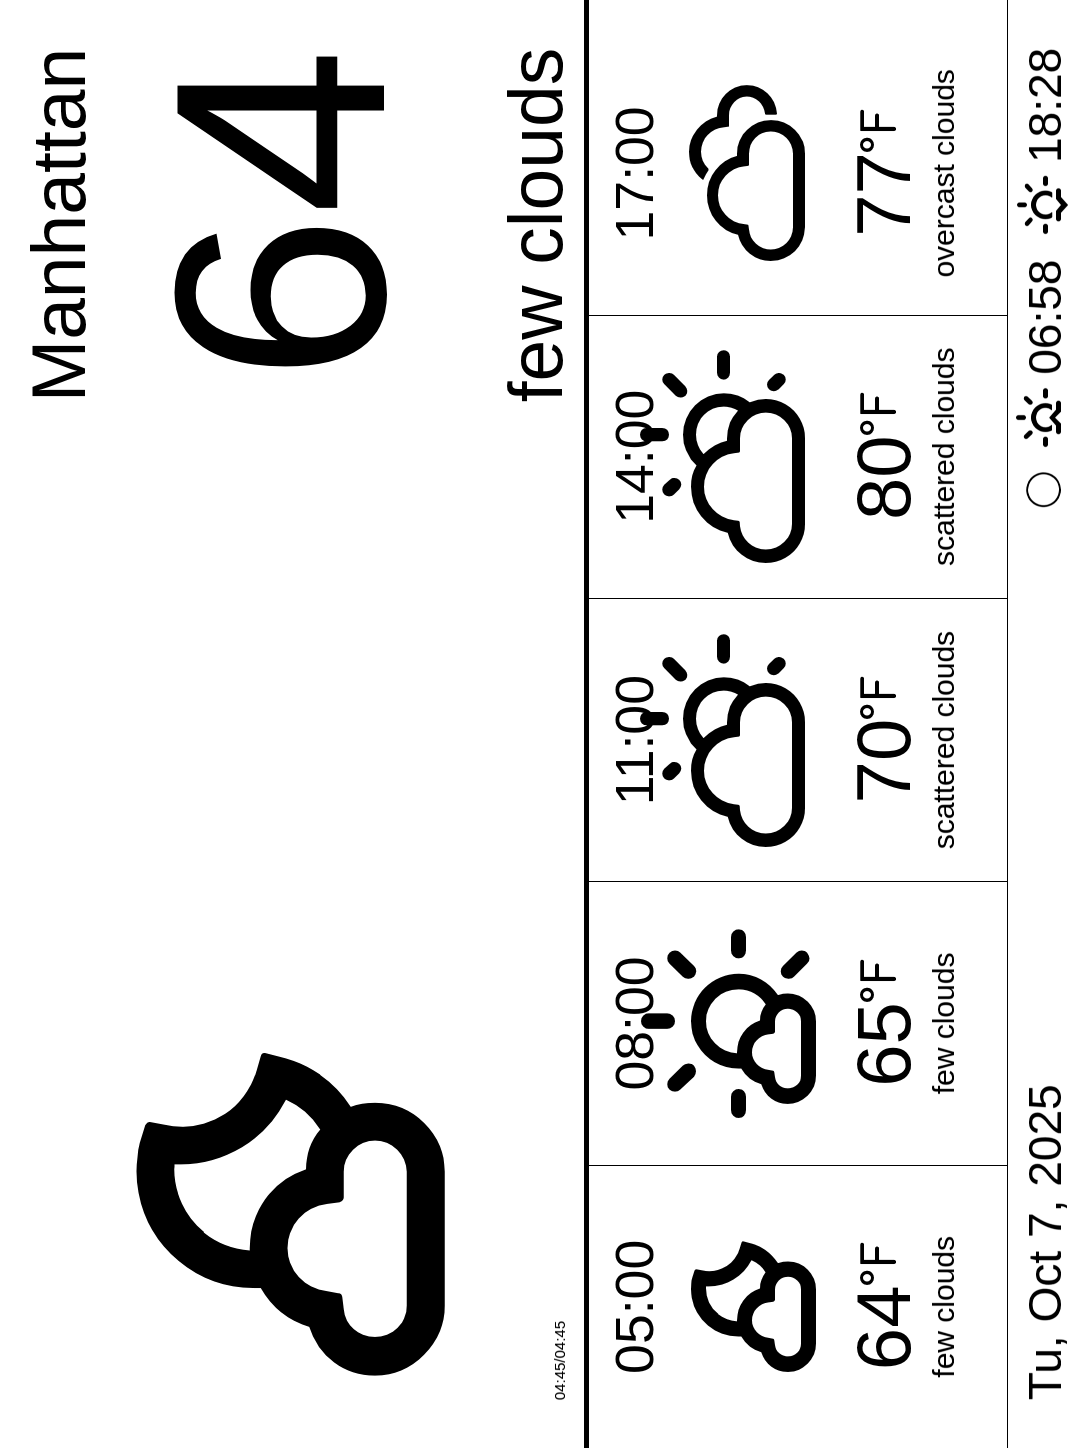 Manhattan
64
few clouds
04:45/04:45
05:00
64°F
few clouds
08:00
65°F
few clouds
11:00
70°F
scattered clouds
14:00
80°F
scattered clouds
17:00
77°F
overcast clouds
Tu, Oct 7, 2025
06:58
18:28